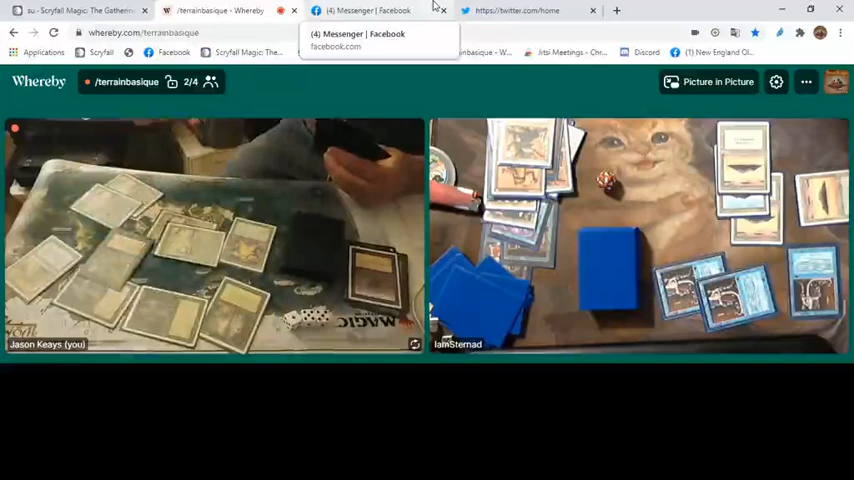 su - Scryfall Magic: The Gatherin
/terrainbasique - Whereby
(4) Messenger | Facebook
https://twitter.com/home
whereby.com/terrainbasique
(4) Messenger | Facebook
facebook.com
Applications
Scryfall
Facebook
Scryfall Magic: The...
Jitsi Meetings - Chr...
Discord
(1) New England Ol...
Whereby
/terrainbasique
2/4
Picture in Picture
MAGIC
Jason Keays (you)
IamSternad